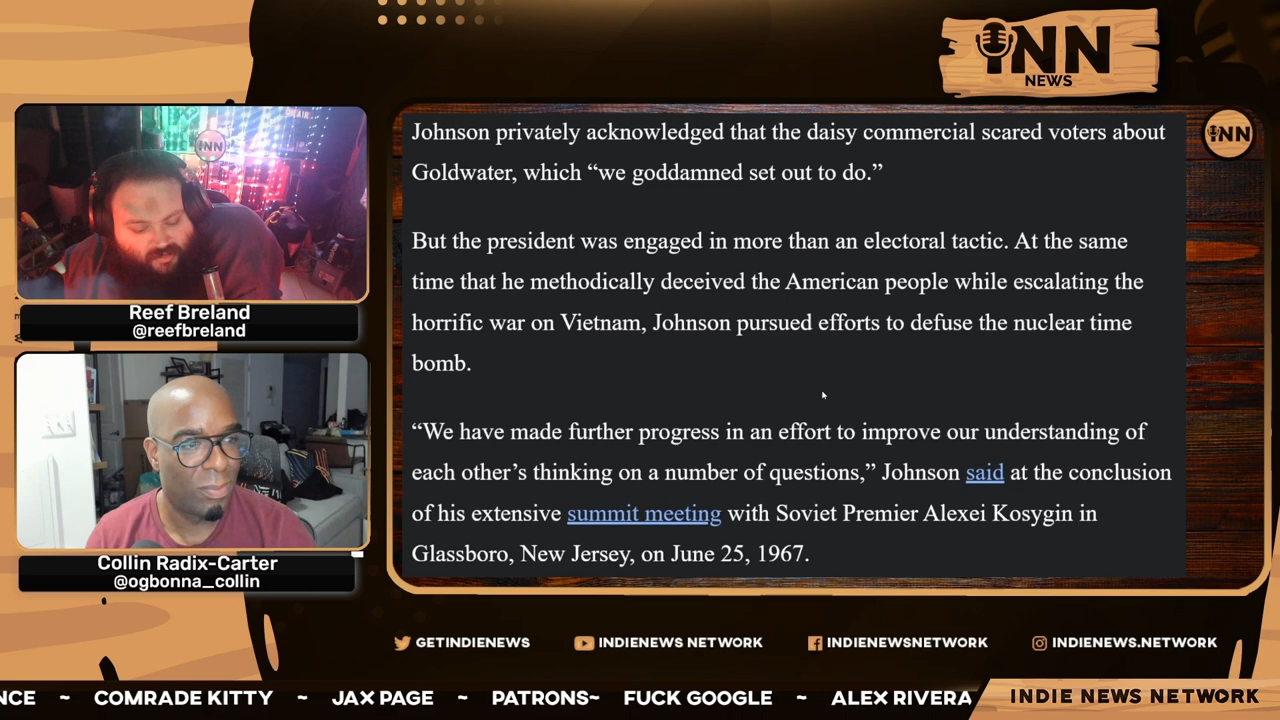 INN
NEWS
INN
INN
Johnson privately acknowledged that the daisy commercial scared voters about
Goldwater, which “we goddamned set out to do.”
But the president was engaged in more than an electoral tactic. At the same
time that he methodically deceived the American people while escalating the
horrific war on Vietnam, Johnson pursued efforts to defuse the nuclear time
bomb.
“We have made further progress in an effort to improve our understanding of
each other’s thinking on a number of questions,” Johnson said at the conclusion
of his extensive summit meeting with Soviet Premier Alexei Kosygin in
Glassboro, New Jersey, on June 25, 1967.
Reef Breland
@reefbreland
Collin Radix-Carter
@ogbonna_collin
GETINDIENEWS
INDIENEWS NETWORK
INDIENEWSNETWORK
INDIENEWS.NETWORK
NCE ~ COMRADE KITTY ~ JAX PAGE ~ PATRONS~ FUCK GOOGLE ~ ALEX RIVERA
INDIE NEWS NETWORK